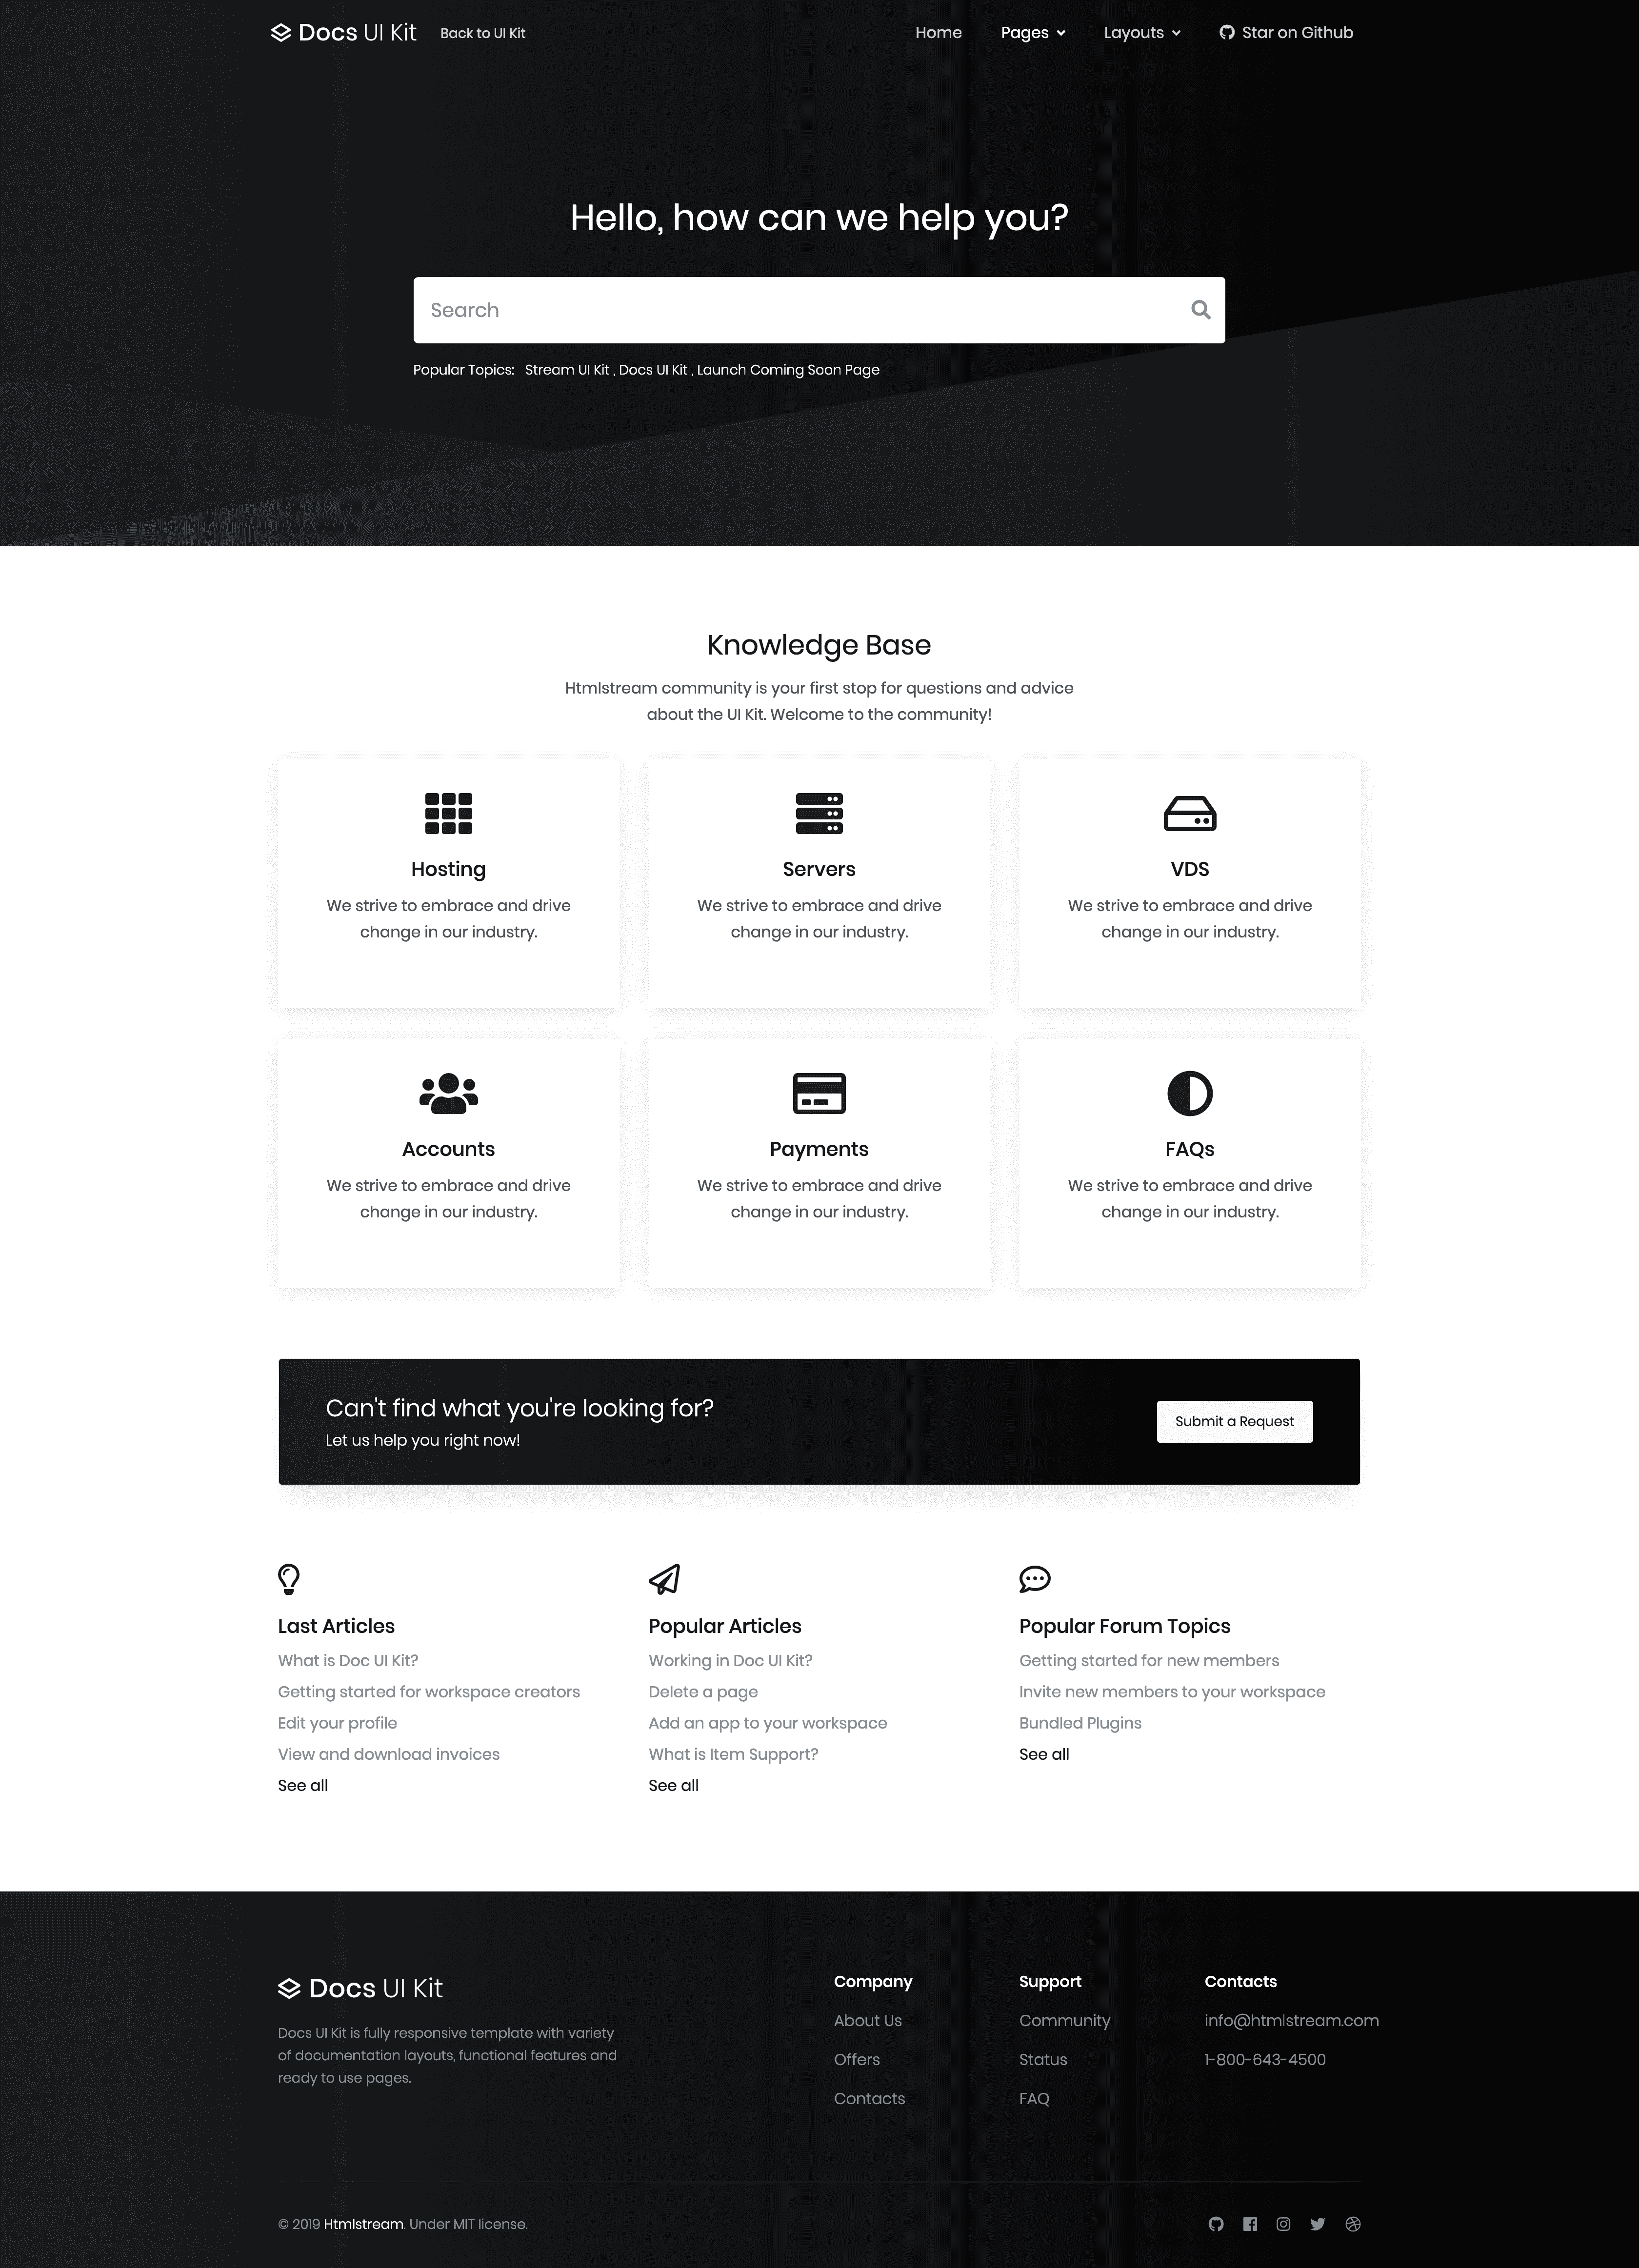 Docs UI Kit Back to UI Kit Home Pages Layouts Star on Github
Hello, how can we help you?
Search
Popular Topics: Stream UI Kit , Docs UI Kit , Launch Coming Soon Page
Knowledge Base
Htmlstream community is your first stop for questions and advice
about the UI Kit. Welcome to the community!
Hosting
We strive to embrace and drive
change in our industry.
Servers
We strive to embrace and drive
change in our industry.
VDS
We strive to embrace and drive
change in our industry.
Accounts
We strive to embrace and drive
change in our industry.
Payments
We strive to embrace and drive
change in our industry.
FAQs
We strive to embrace and drive
change in our industry.
Can't find what you're looking for?
Let us help you right now!
Submit a Request
Last Articles
What is Doc UI Kit?
Getting started for workspace creators
Edit your profile
View and download invoices
See all
Popular Articles
Working in Doc UI Kit?
Delete a page
Add an app to your workspace
What is Item Support?
See all
Popular Forum Topics
Getting started for new members
Invite new members to your workspace
Bundled Plugins
See all
Docs UI Kit
Docs UI Kit is fully responsive template with variety
of documentation layouts, functional features and
ready to use pages.
Company
About Us
Offers
Contacts
Support
Community
Status
FAQ
Contacts
info@htmlstream.com
1-800-643-4500
© 2019 Htmlstream. Under MIT license.